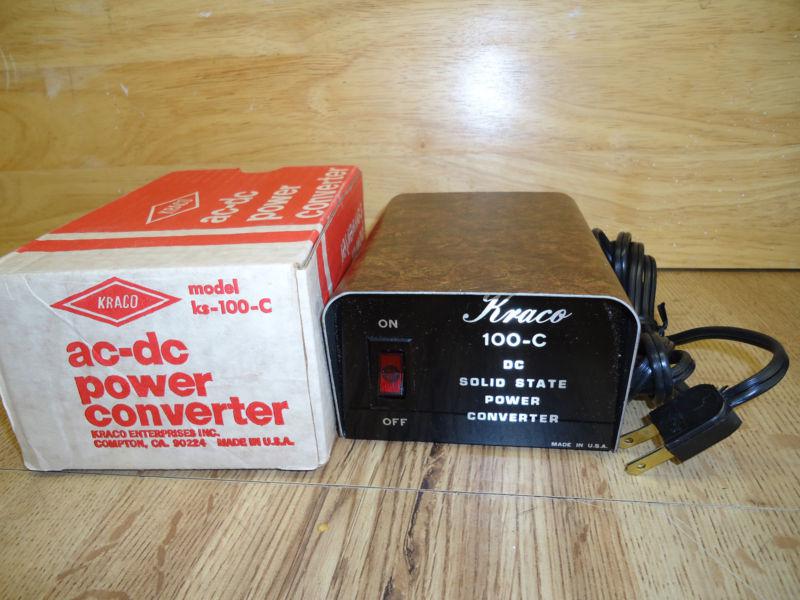 KRACO
ac-dc
power
converter
KRACO
model
ks-100-C
ac-dc
power
converter
KRACO ENTERPRISES INC.
COMPTON, CA. 90224 MADE IN U.S.A.
Kraco
100-C
DC
SOLID STATE
POWER
CONVERTER
MADE IN U.S.A.
ON
OFF